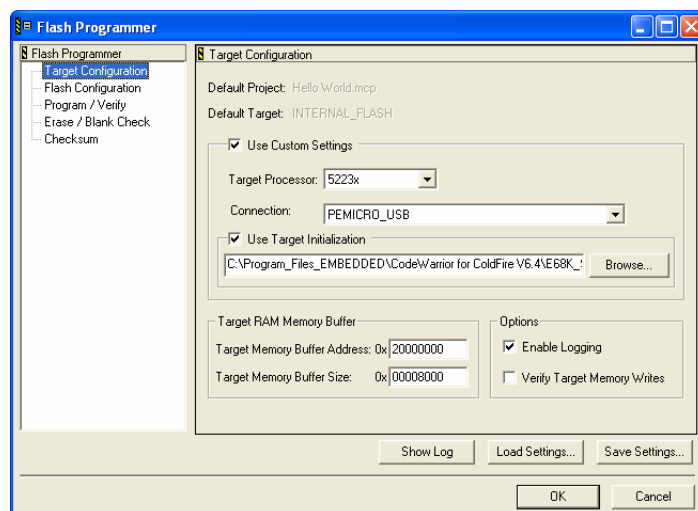 Flash Programmer
Flash Programmer
Target Configuration
Flash Configuration
Program / Verify
Erase / Blank Check
Checksum
Target Configuration
Default Project: Hello World.mcp
Default Target: INTERNAL_FLASH
Use Custom Settings
Target Processor: 5223x
Connection: PEMICRO_USB
Use Target Initialization
C:\Program_Files_EMBEDDED\CodeWarrior for ColdFire V6.4\E68K_ Browse...
Target RAM Memory Buffer
Target Memory Buffer Address: 0x 20000000
Target Memory Buffer Size: 0x 00008000
Options
Enable Logging
Verify Target Memory Writes
Show Log Load Settings... Save Settings...
OK Cancel